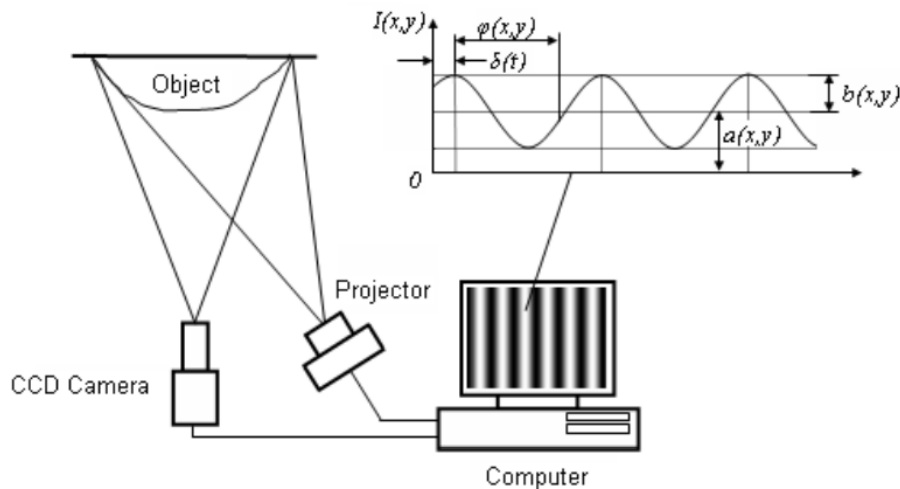 I(x,y)
φ(x,y)
δ(t)
b(x,y)
a(x,y)
0
Object
Projector
CCD Camera
Computer